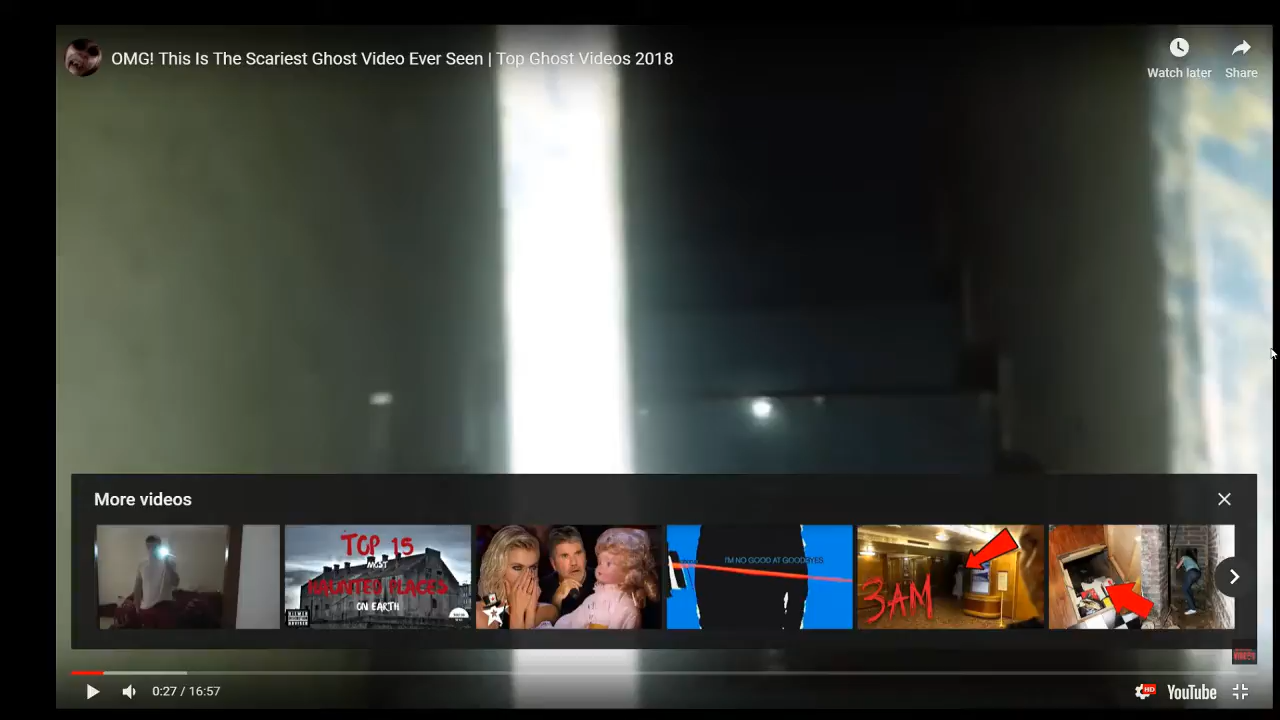 OMG! This Is The Scariest Ghost Video Ever Seen | Top Ghost Videos 2018
Watch later
Share
More videos
TOP 15
MOST
HAUNTED PLACES
ON EARTH
I'M NO GOOD AT GOODBYES
3AM
0:27 / 16:57
HD
YouTube